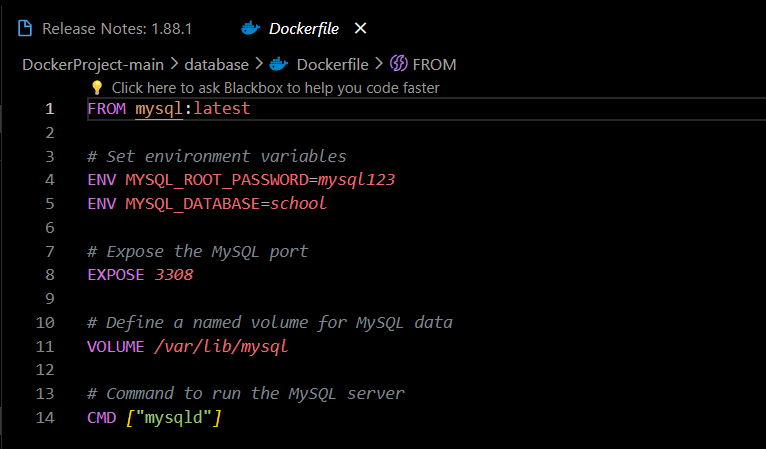 Release Notes: 1.88.1 Dockerfile
DockerProject-main > database > Dockerfile > FROM
Click here to ask Blackbox to help you code faster
1 FROM mysql:latest
2
3 # Set environment variables
4 ENV MYSQL_ROOT_PASSWORD=mysql123
5 ENV MYSQL_DATABASE=school
6
7 # Expose the MySQL port
8 EXPOSE 3308
9
10 # Define a named volume for MySQL data
11 VOLUME /var/lib/mysql
12
13 # Command to run the MySQL server
14 CMD ["mysqld"]